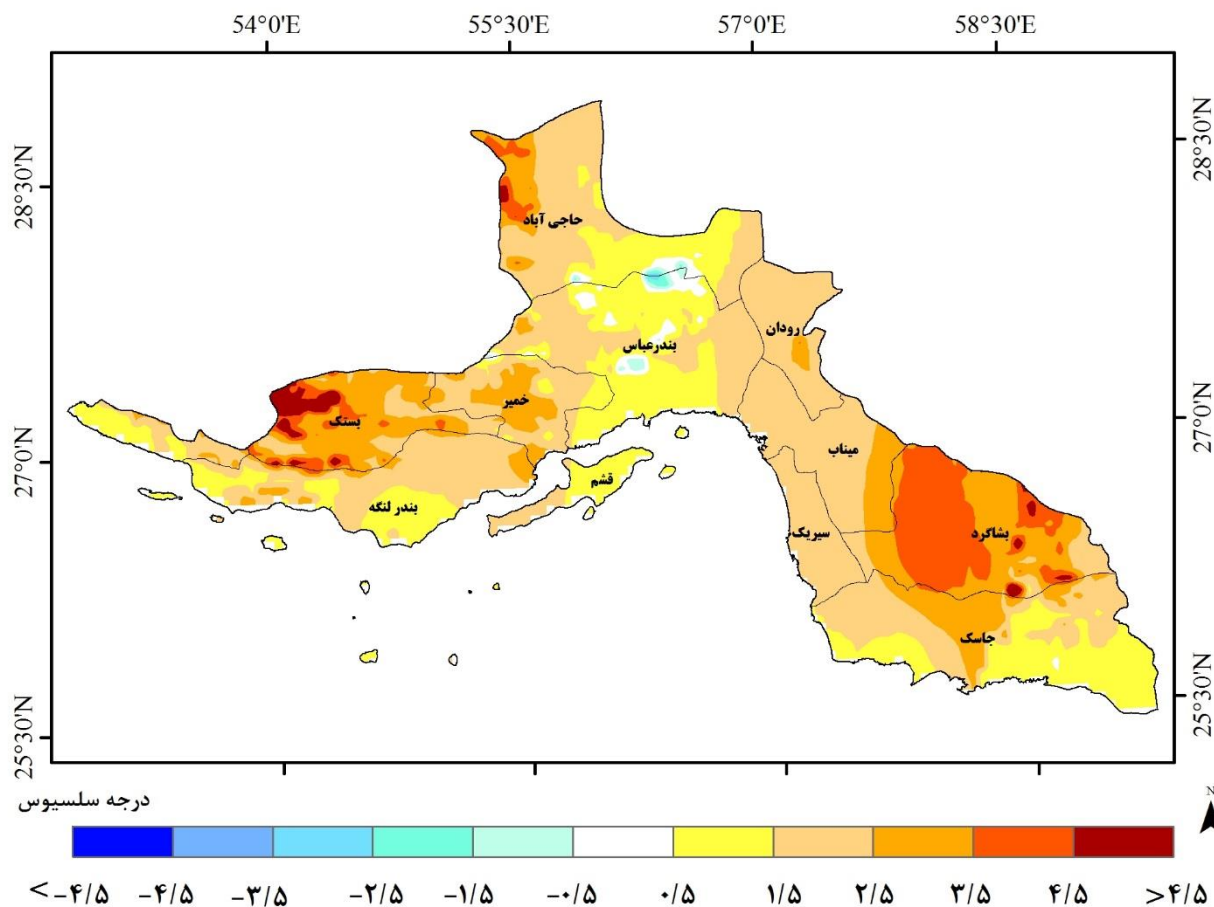 54°0'E 55°30'E 57°0'E 58°30'E
28°30'N
28°30'N
حاجی آباد
رودان
بندرعباس
خمیر
بستک
27°0'N
27°0'N
میناب
قشم
بندر لنگه
سیریک
بشاگرد
جاسک
25°30'N
25°30'N
درجه سلسیوس
N
<-۴/۵ -۴/۵ -۳/۵ -۲/۵ -۱/۵ -۰/۵ ۰/۵ ۱/۵ ۲/۵ ۳/۵ ۴/۵ >۴/۵